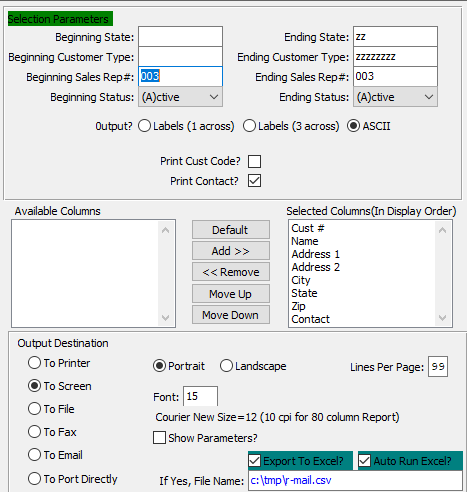 Selection Parameters
Beginning State: Ending State: zz
Beginning Customer Type: Ending Customer Type: zzzzzzzz
Beginning Sales Rep#: 003 Ending Sales Rep#: 003
Beginning Status: (A)ctive Ending Status: (A)ctive
Output? Labels (1 across) Labels (3 across) ASCII
Print Cust Code?
Print Contact?
Available Columns
Default
Add >>
<< Remove
Move Up
Move Down
Selected Columns(In Display Order)
Cust #
Name
Address 1
Address 2
City
State
Zip
Contact
Output Destination
To Printer
To Screen
To File
To Fax
To Email
To Port Directly
Portrait Landscape Lines Per Page: 99
Font: 15
Courier New Size=12 (10 cpi for 80 column Report)
Show Parameters?
Export To Excel? Auto Run Excel?
If Yes, File Name: c:\tmp\r-mail.csv